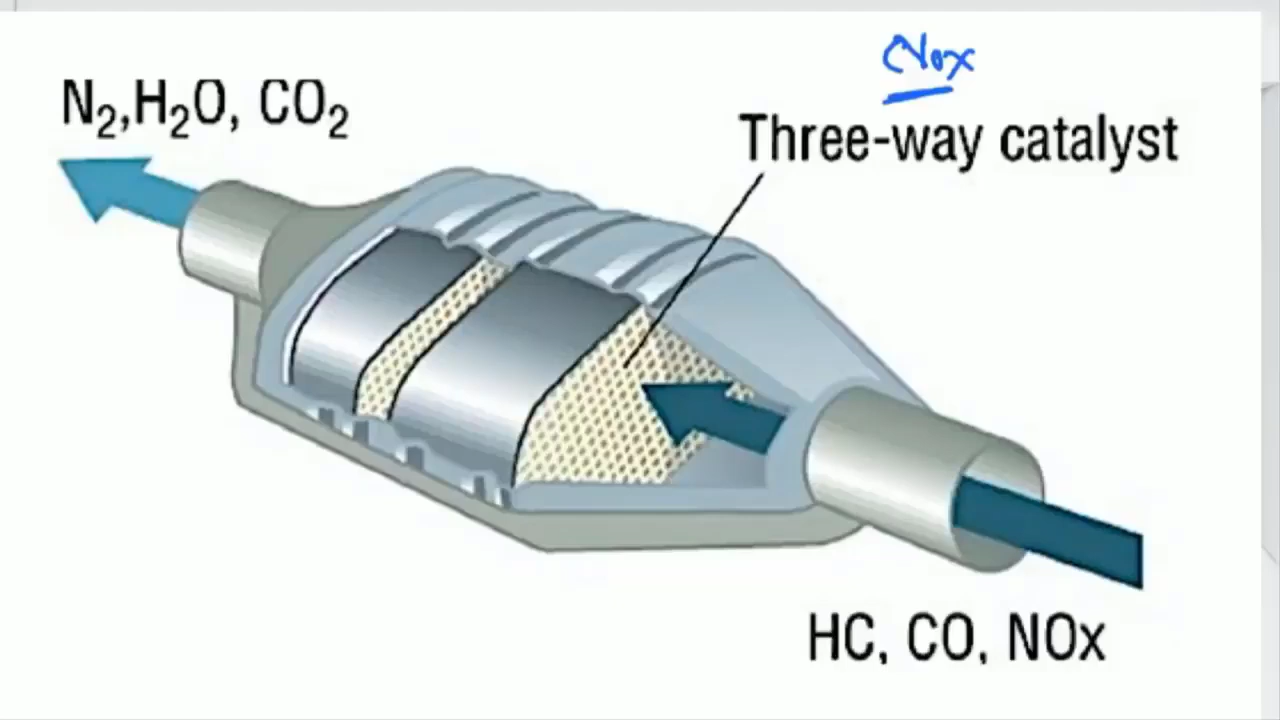 Nox
N₂,H₂O, CO₂
Three-way catalyst
HC, CO, NOx